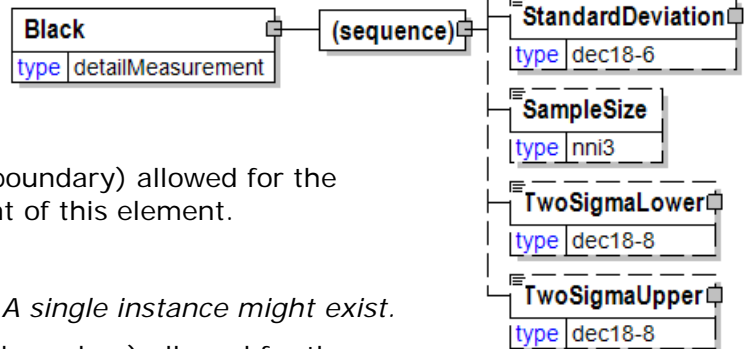 Black
type detailMeasurement
(sequence)
StandardDeviation
type dec18-6
SampleSize
type nni3
TwoSigmaLower
type dec18-8
TwoSigmaUpper
type dec18-8
boundary) allowed for the
nt of this element.
A single instance might exist.